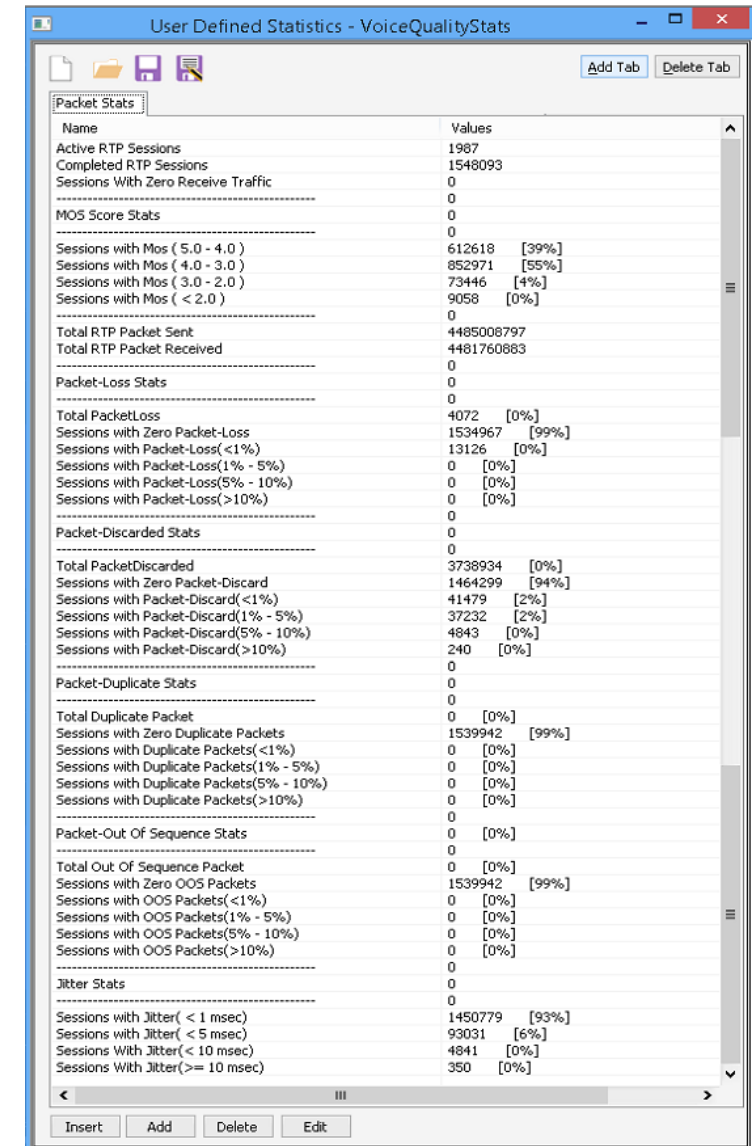 User Defined Statistics - VoiceQualityStats
Add Tab Delete Tab
Packet Stats
Name Values
Active RTP Sessions 1987
Completed RTP Sessions 1548093
Sessions With Zero Receive Traffic 0
---------------------------------------------------- 0
MOS Score Stats 0
---------------------------------------------------- 0
Sessions with Mos ( 5.0 - 4.0 ) 612618 [39%]
Sessions with Mos ( 4.0 - 3.0 ) 852971 [55%]
Sessions with Mos ( 3.0 - 2.0 ) 73446 [4%]
Sessions with Mos ( < 2.0 ) 9058 [0%]
---------------------------------------------------- 0
Total RTP Packet Sent 4485008797
Total RTP Packet Received 4481760883
---------------------------------------------------- 0
Packet-Loss Stats 0
---------------------------------------------------- 0
Total PacketLoss 4072 [0%]
Sessions with Zero Packet-Loss 1534967 [99%]
Sessions with Packet-Loss(<1%) 13126 [0%]
Sessions with Packet-Loss(1% - 5%) 0 [0%]
Sessions with Packet-Loss(5% - 10%) 0 [0%]
Sessions with Packet-Loss(>10%) 0 [0%]
---------------------------------------------------- 0
Packet-Discarded Stats 0
---------------------------------------------------- 0
Total PacketDiscarded 3738934 [0%]
Sessions with Zero Packet-Discard 1464299 [94%]
Sessions with Packet-Discard(<1%) 41479 [2%]
Sessions with Packet-Discard(1% - 5%) 37232 [2%]
Sessions with Packet-Discard(5% - 10%) 4843 [0%]
Sessions with Packet-Discard(>10%) 240 [0%]
---------------------------------------------------- 0
Packet-Duplicate Stats 0
---------------------------------------------------- 0
Total Duplicate Packet 0 [0%]
Sessions with Zero Duplicate Packets 1539942 [99%]
Sessions with Duplicate Packets(<1%) 0 [0%]
Sessions with Duplicate Packets(1% - 5%) 0 [0%]
Sessions with Duplicate Packets(5% - 10%) 0 [0%]
Sessions with Duplicate Packets(>10%) 0 [0%]
---------------------------------------------------- 0
Packet-Out Of Sequence Stats 0 [0%]
---------------------------------------------------- 0
Total Out Of Sequence Packet 0 [0%]
Sessions with Zero OOS Packets 1539942 [99%]
Sessions with OOS Packets(<1%) 0 [0%]
Sessions with OOS Packets(1% - 5%) 0 [0%]
Sessions with OOS Packets(5% - 10%) 0 [0%]
Sessions with OOS Packets(>10%) 0 [0%]
---------------------------------------------------- 0
Jitter Stats 0
---------------------------------------------------- 0
Sessions with Jitter( < 1 msec) 1450779 [93%]
Sessions with Jitter( < 5 msec) 93031 [6%]
Sessions With Jitter(< 10 msec) 4841 [0%]
Sessions With Jitter(>= 10 msec) 350 [0%]
Insert Add Delete Edit